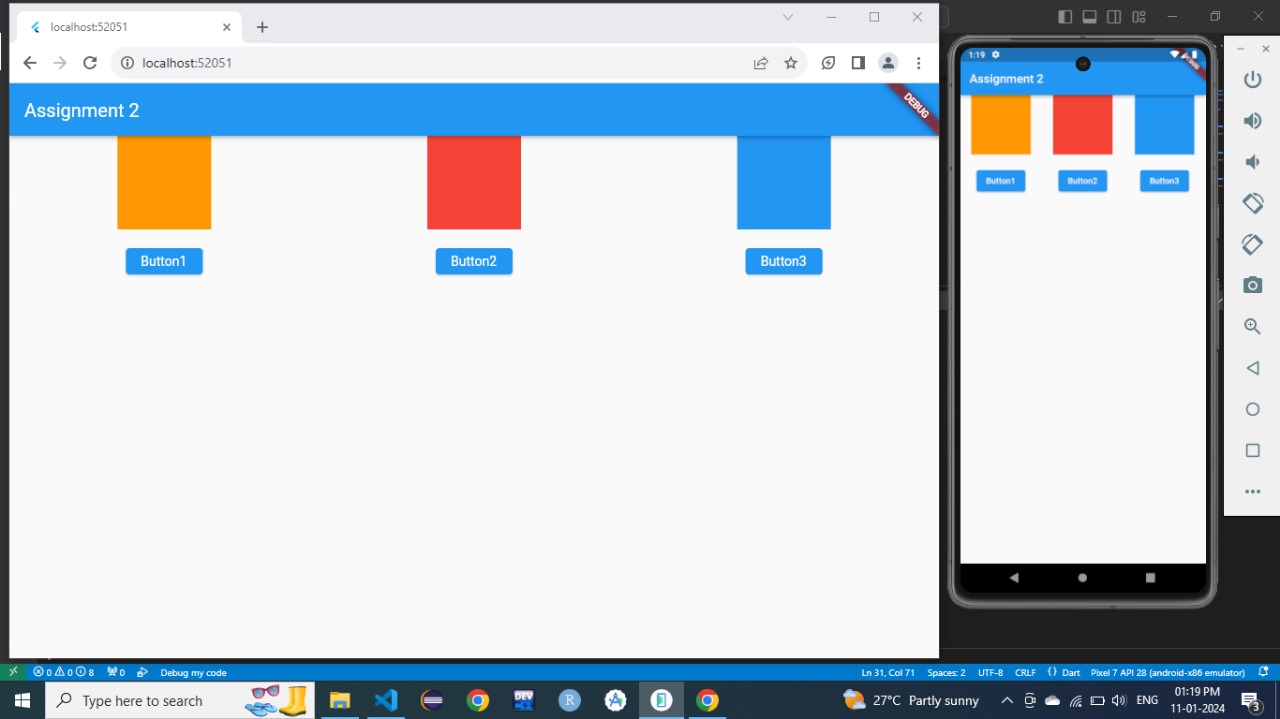 localhost:52051
localhost:52051
Assignment 2
DEBUG
Button1 Button2 Button3
1:19
Assignment 2
Button1 Button2 Button3
0 0 8 0 Debug my code
Ln 31, Col 71 Spaces: 2 UTF-8 CRLF {} Dart Pixel 7 API 28 (android-x86 emulator)
Type here to search
DEV
R
27°C Partly sunny
ENG
01:19 PM
11-01-2024
3